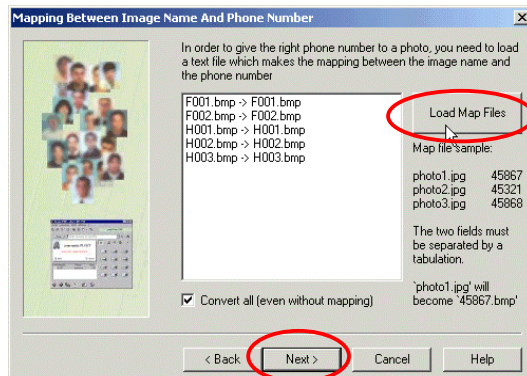 Mapping Between Image Name And Phone Number
In order to give the right phone number to a photo, you need to load
a text file which makes the mapping between the image name and
the phone number
F001.bmp -> F001.bmp
F002.bmp -> F002.bmp
H001.bmp -> H001.bmp
H002.bmp -> H002.bmp
H003.bmp -> H003.bmp
Load Map Files
Map file sample:
photo1.jpg 45867
photo2.jpg 45321
photo3.jpg 45868
The two fields must
be separated by a
tabulation.
`photo1.jpg' will
become `45867.bmp'
Convert all (even without mapping)
< Back
Next >
Cancel
Help